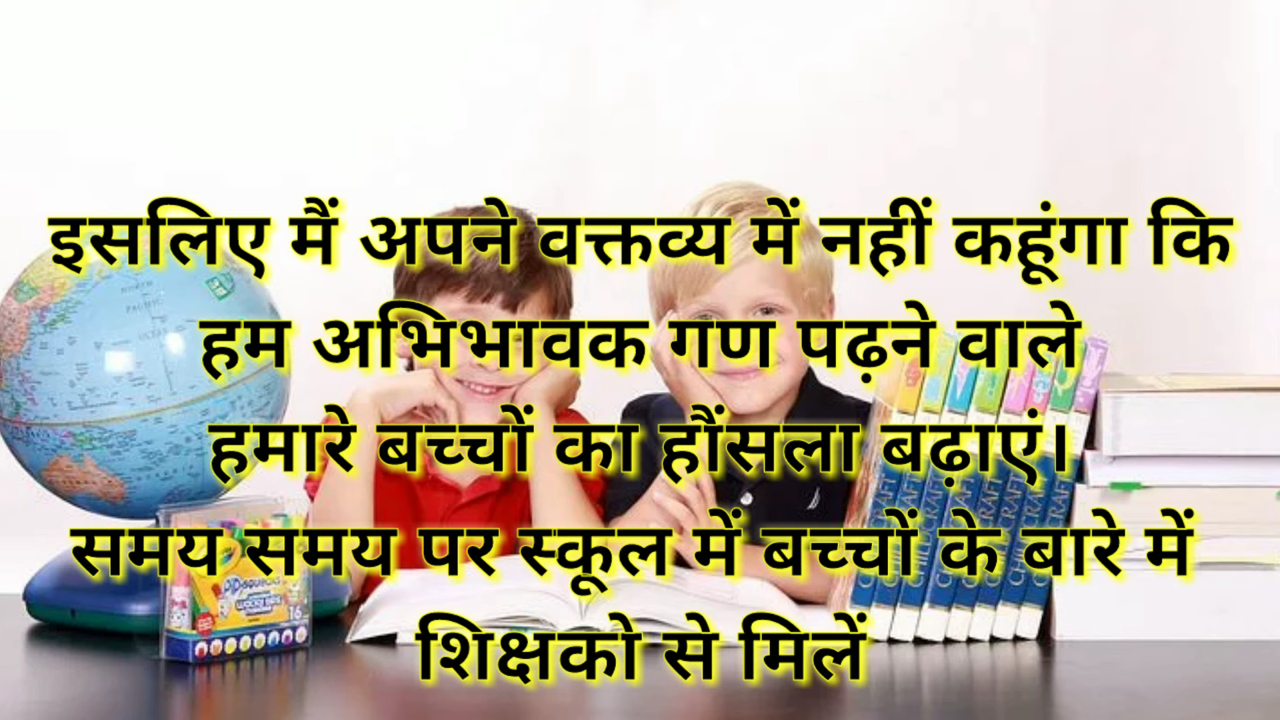 इसलिए मैं अपने वक्तव्य में नहीं कहूंगा कि
हम अभिभावक गण पढ़ने वाले
हमारे बच्चों का हौंसला बढ़ाएं।
समय समय पर स्कूल में बच्चों के बारे में
शिक्षको से मिलें